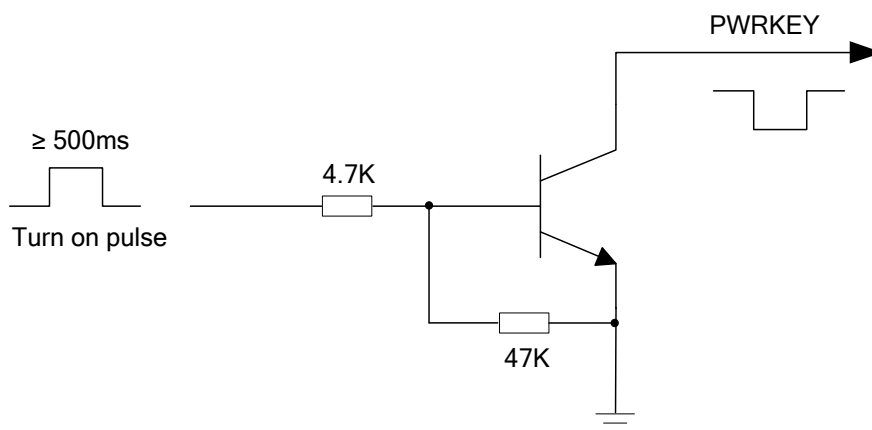 PWRKEY
≥ 500ms
4.7K
Turn on pulse
47K